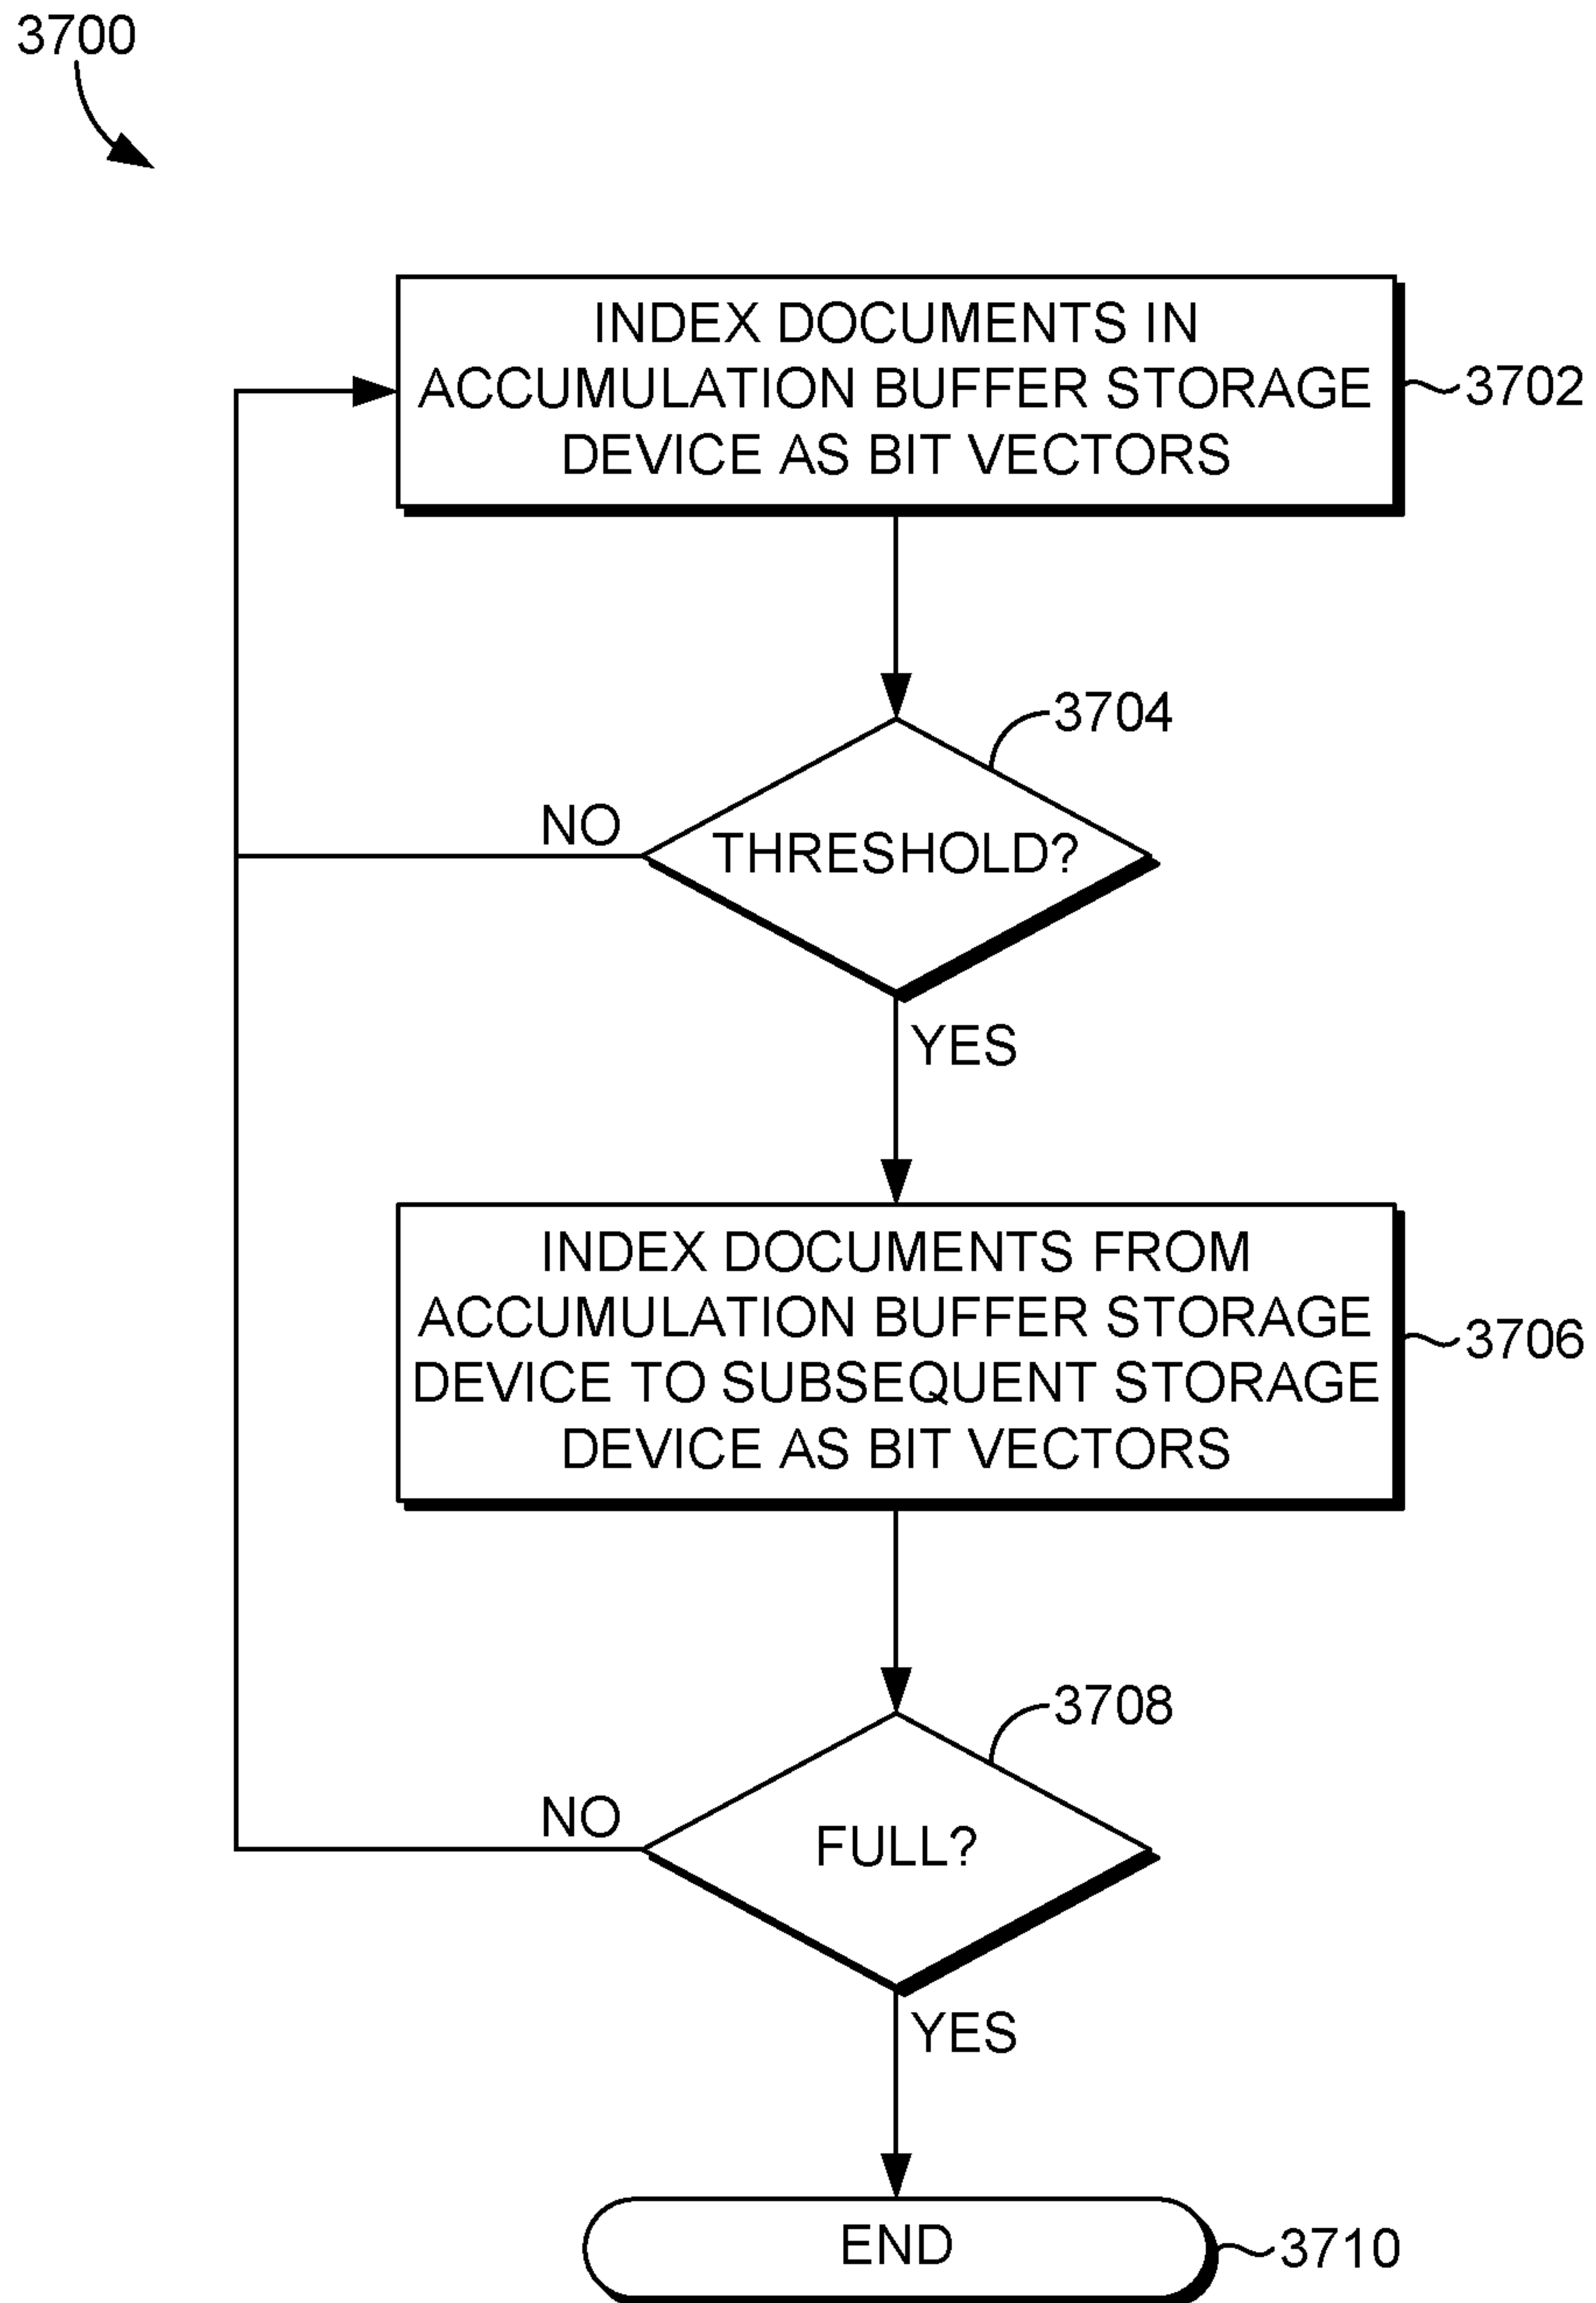 3700
INDEX DOCUMENTS IN
ACCUMULATION BUFFER STORAGE
DEVICE AS BIT VECTORS
3702
3704
NO
THRESHOLD?
YES
INDEX DOCUMENTS FROM
ACCUMULATION BUFFER STORAGE
DEVICE TO SUBSEQUENT STORAGE
DEVICE AS BIT VECTORS
3706
3708
NO
FULL?
YES
END
3710